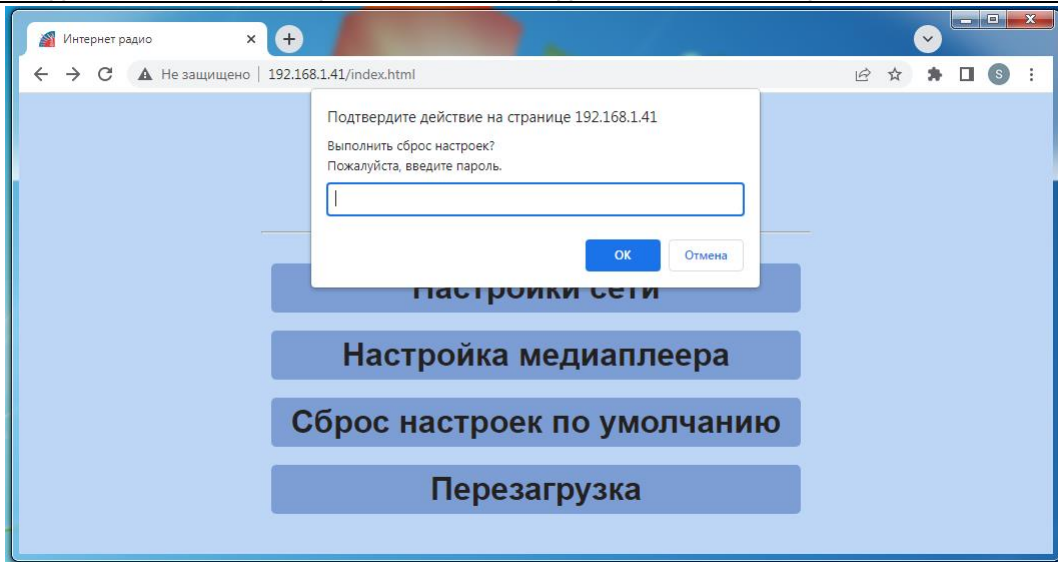 Интернет радио
Не защищено | 192.168.1.41/index.html
S
Подтвердите действие на странице 192.168.1.41
Выполнить сброс настроек?
Пожалуйста, введите пароль.
ОК
Отмена
Настройки сети
Настройка медиаплеера
Сброс настроек по умолчанию
Перезагрузка